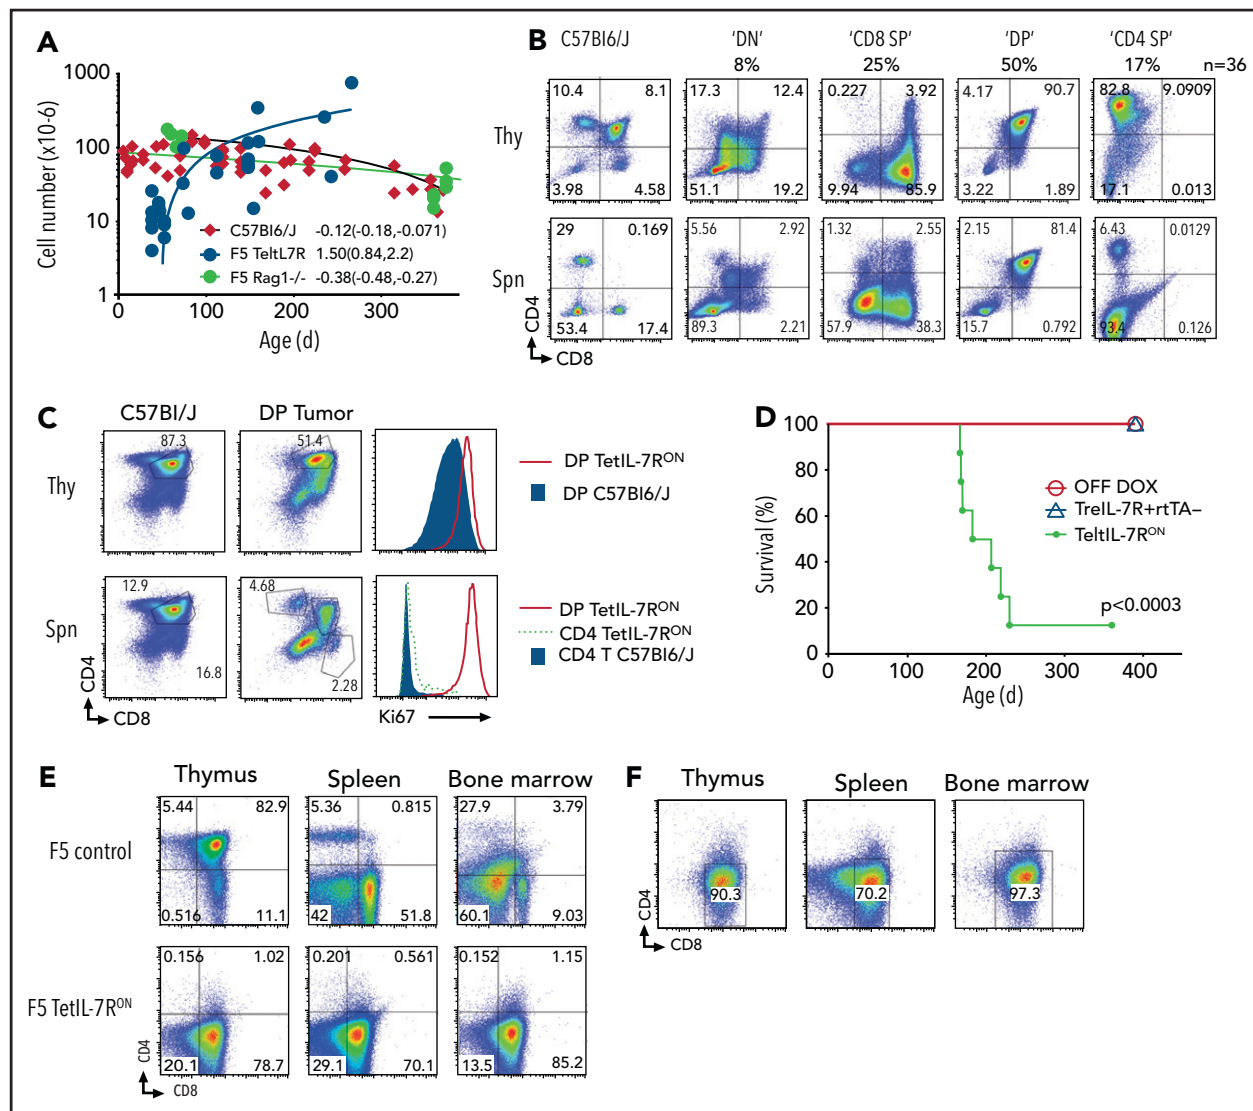 A
1000
100
10
1
Cell number (x10-6)
0 100 200 300
Age (d)
C57Bl6/J -0.12(-0.18,-0.071)
F5 TeltL7R 1.50(0.84,2.2)
F5 Rag1-/- -0.38(-0.48,-0.27)
B
C57Bl6/J 'DN' 'CD8 SP' 'DP' 'CD4 SP'
8% 25% 50% 17% n=36
Thy
10.4 8.1 17.3 12.4 0.227 3.92 4.17 90.7 82.8 9.0909
3.98 4.58 51.1 19.2 9.94 85.9 3.22 1.89 17.1 0.013
Spn
29 0.169 5.56 2.92 1.32 2.55 2.15 81.4 6.43 0.0129
53.4 17.4 89.3 2.21 57.9 38.3 15.7 0.792 93.4 0.126
CD4
CD8
C
C57Bl/J DP Tumor
Thy
87.3 51.4
DP TetIL-7RON
DP C57Bl6/J
Spn
12.9 4.68
16.8 2.28
DP TetIL-7RON
CD4 TetIL-7RON
CD4 T C57Bl6/J
CD4
CD8
Ki67
D
100
80
60
40
20
0
Survival (%)
0 100 200 300 400
Age (d)
OFF DOX
TreIL-7R+rtTA–
TeltIL-7RON
p<0.0003
E
Thymus Spleen Bone marrow
F5 control
5.44 82.9 5.36 0.815 27.9 3.79
0.516 11.1 42 51.8 60.1 9.03
F5 TetIL-7RON
0.156 1.02 0.201 0.561 0.152 1.15
20.1 78.7 29.1 70.1 13.5 85.2
CD4
CD8
F
Thymus Spleen Bone marrow
90.3 70.2 97.3
CD4
CD8